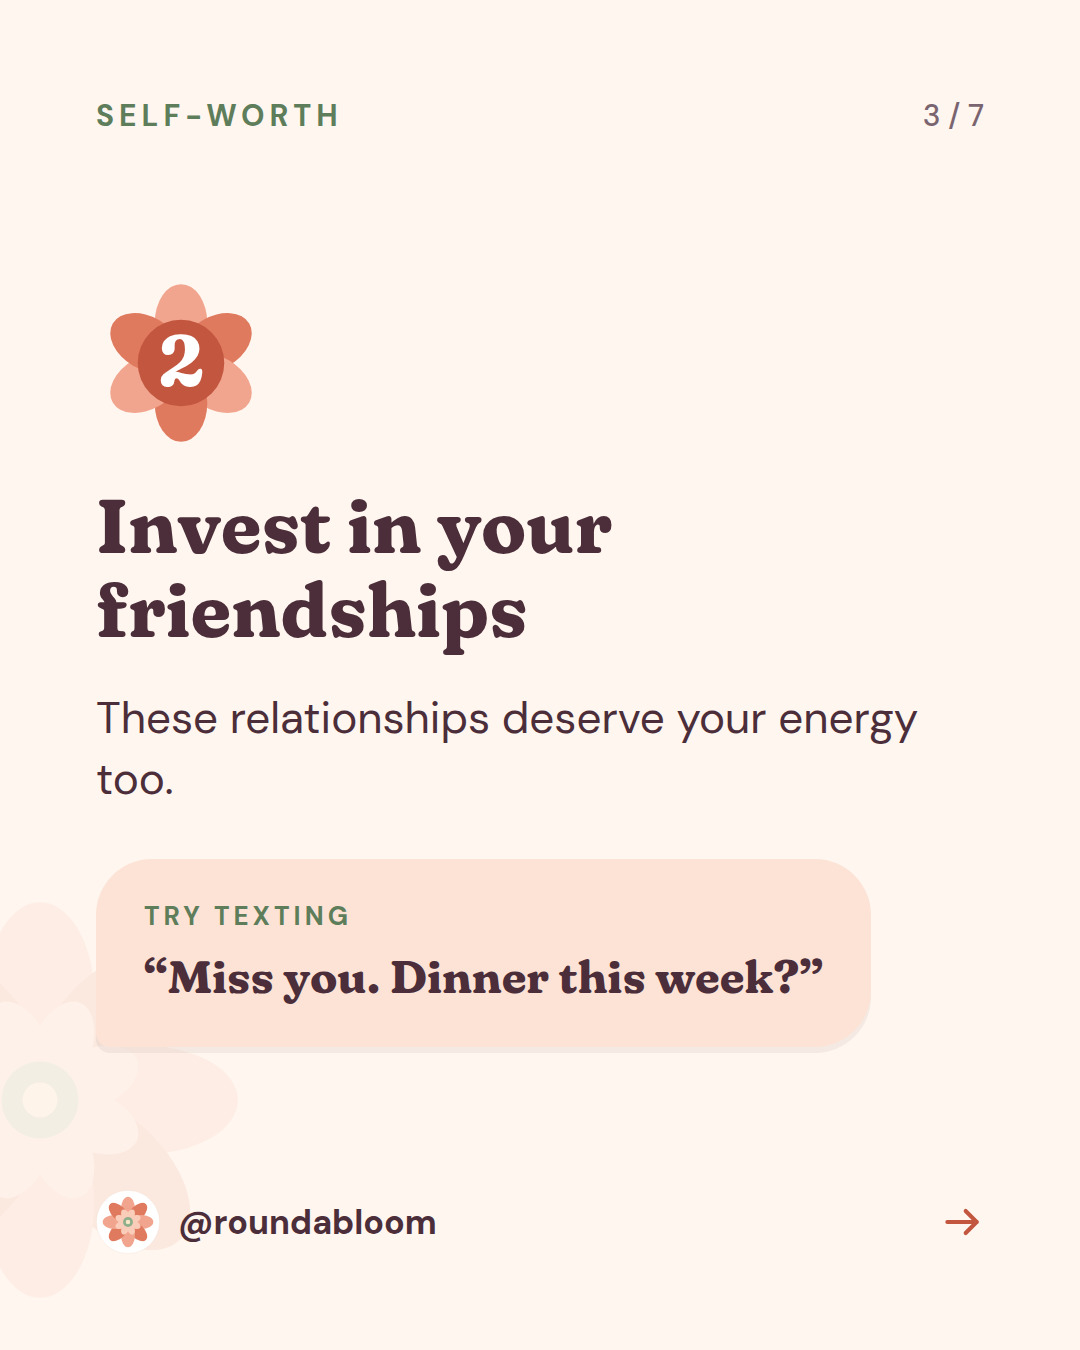 SELF-WORTH
3 / 7
2
Invest in your
friendships
These relationships deserve your energy
too.
TRY TEXTING
“Miss you. Dinner this week?”
@roundabloom